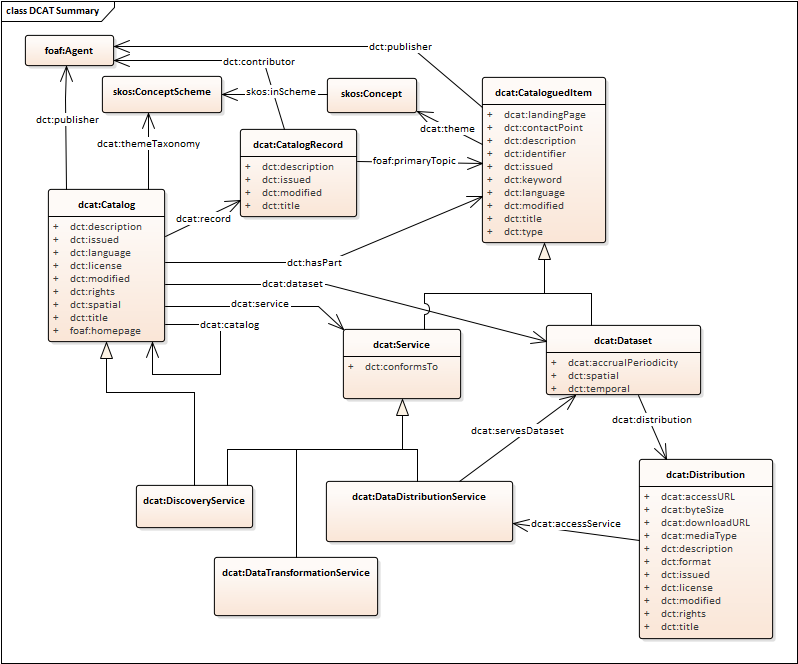 class DCAT Summary
foaf:Agent
dct:publisher
dct:contributor
skos:ConceptScheme
skos:inScheme
skos:Concept
dcat:CataloguedItem
+ dcat:landingPage
+ dct:contactPoint
+ dct:description
+ dct:identifier
+ dct:issued
+ dct:keyword
+ dct:language
+ dct:modified
+ dct:title
+ dct:type
dct:publisher
dcat:themeTaxonomy
dcat:theme
dcat:CatalogRecord
+ dct:description
+ dct:issued
+ dct:modified
+ dct:title
foaf:primaryTopic
dcat:Catalog
+ dct:description
+ dct:issued
+ dct:language
+ dct:license
+ dct:modified
+ dct:rights
+ dct:spatial
+ dct:title
+ foaf:homepage
dcat:record
dct:hasPart
dcat:dataset
dcat:service
dcat:catalog
dcat:Service
+ dct:conformsTo
dcat:Dataset
+ dcat:accrualPeriodicity
+ dct:spatial
+ dct:temporal
dcat:servesDataset
dcat:distribution
dcat:DiscoveryService
dcat:DataDistributionService
dcat:accessService
dcat:DataTransformationService
dcat:Distribution
+ dcat:accessURL
+ dct:byteSize
+ dcat:downloadURL
+ dcat:mediaType
+ dct:description
+ dct:format
+ dct:issued
+ dct:license
+ dct:modified
+ dct:rights
+ dct:title